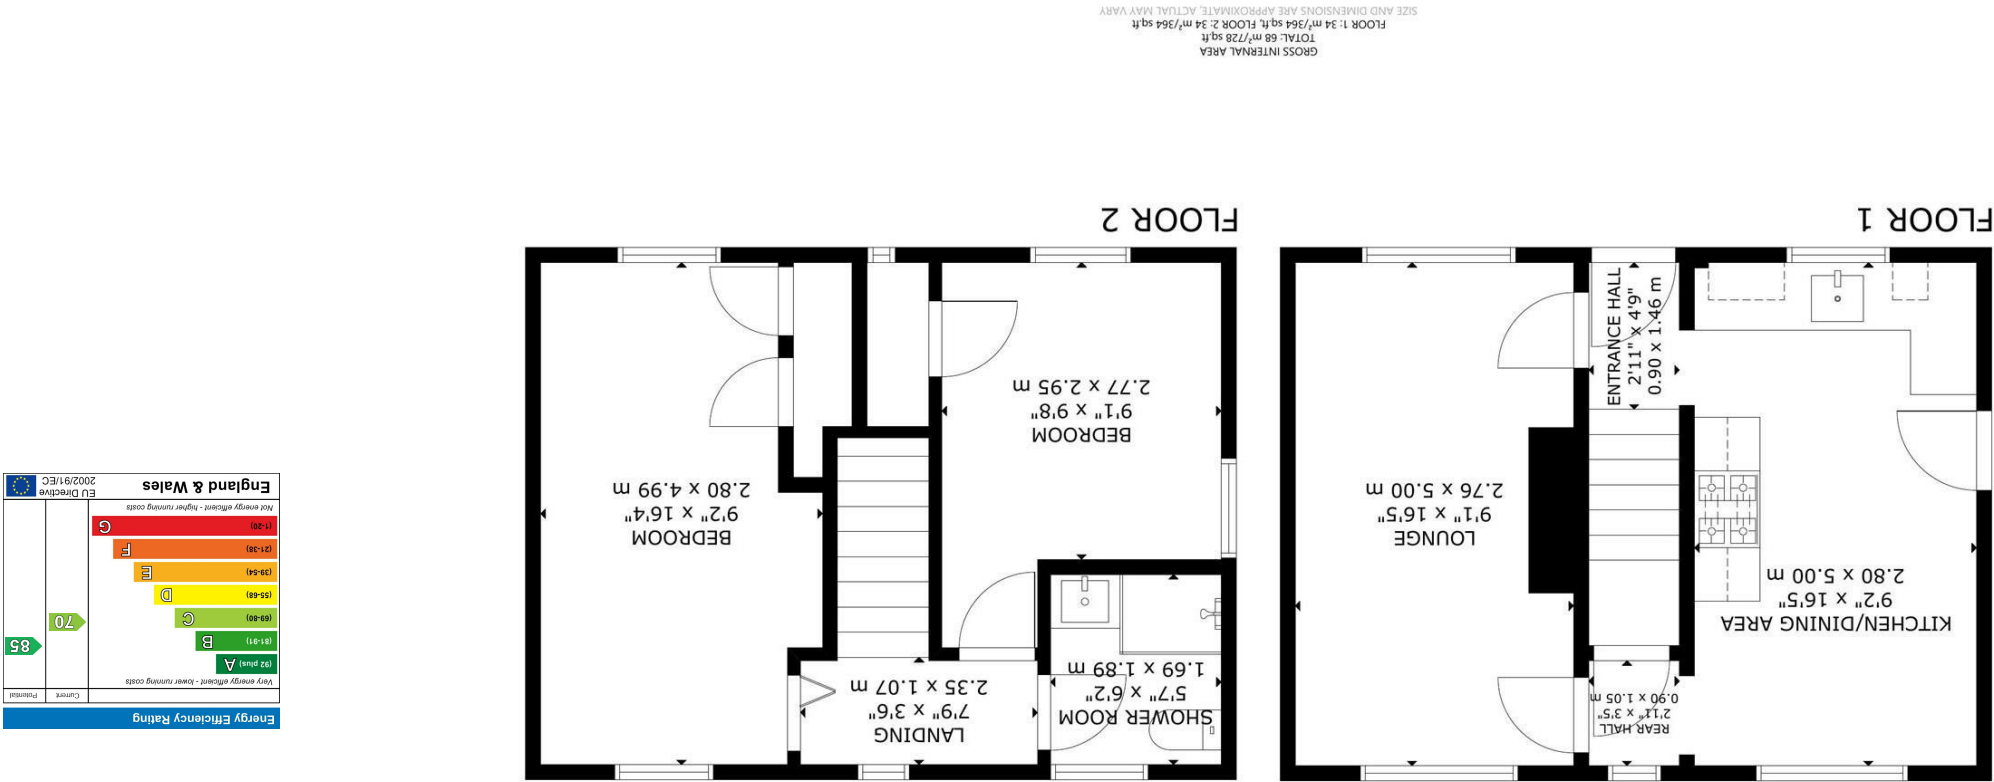 FLOOR 1
KITCHEN/DINING AREA
9'2" x 16'5"
2.80 x 5.00 m
REAR HALL
2'11" x 3'5"
0.90 x 1.05 m
LOUNGE
9'1" x 16'5"
2.76 x 5.00 m
ENTRANCE HALL
2'11" x 4'9"
0.90 x 1.46 m
FLOOR 2
SHOWER ROOM
5'7" x 6'2"
1.69 x 1.89 m
LANDING
7'9" x 3'6"
2.35 x 1.07 m
BEDROOM
9'1" x 9'8"
2.77 x 2.95 m
BEDROOM
9'2" x 16'4"
2.80 x 4.99 m
GROSS INTERNAL AREA
TOTAL: 68 m²/728 sq.ft
FLOOR 1: 34 m²/364 sq.ft, FLOOR 2: 34 m²/364 sq.ft
SIZE AND DIMENSIONS ARE APPROXIMATE, ACTUAL MAY VARY
Energy Efficiency Rating
Current Potential
Very energy efficient - lower running costs
(92 plus) A
(81-91) B
(69-80) C
(55-68) D
(39-54) E
(21-38) F
(1-20) G
70
85
Not energy efficient - higher running costs
England & Wales
EU Directive
2002/91/EC